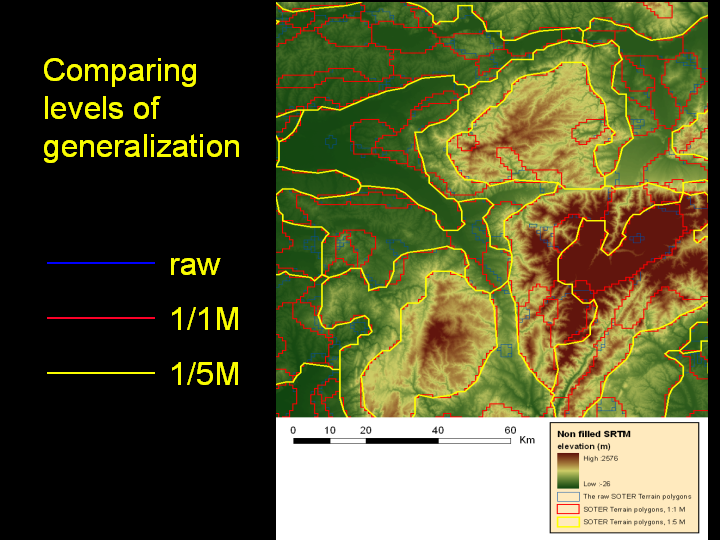 Comparing
levels of
generalization
raw
1/1M
1/5M
0 10 20 40 60
Km
Non filled SRTM
elevation (m)
High :2576
Low :-26
The raw SOTER Terrain polygons
SOTER Terrain polygons, 1:1 M
SOTER Terrain polygons, 1:5 M